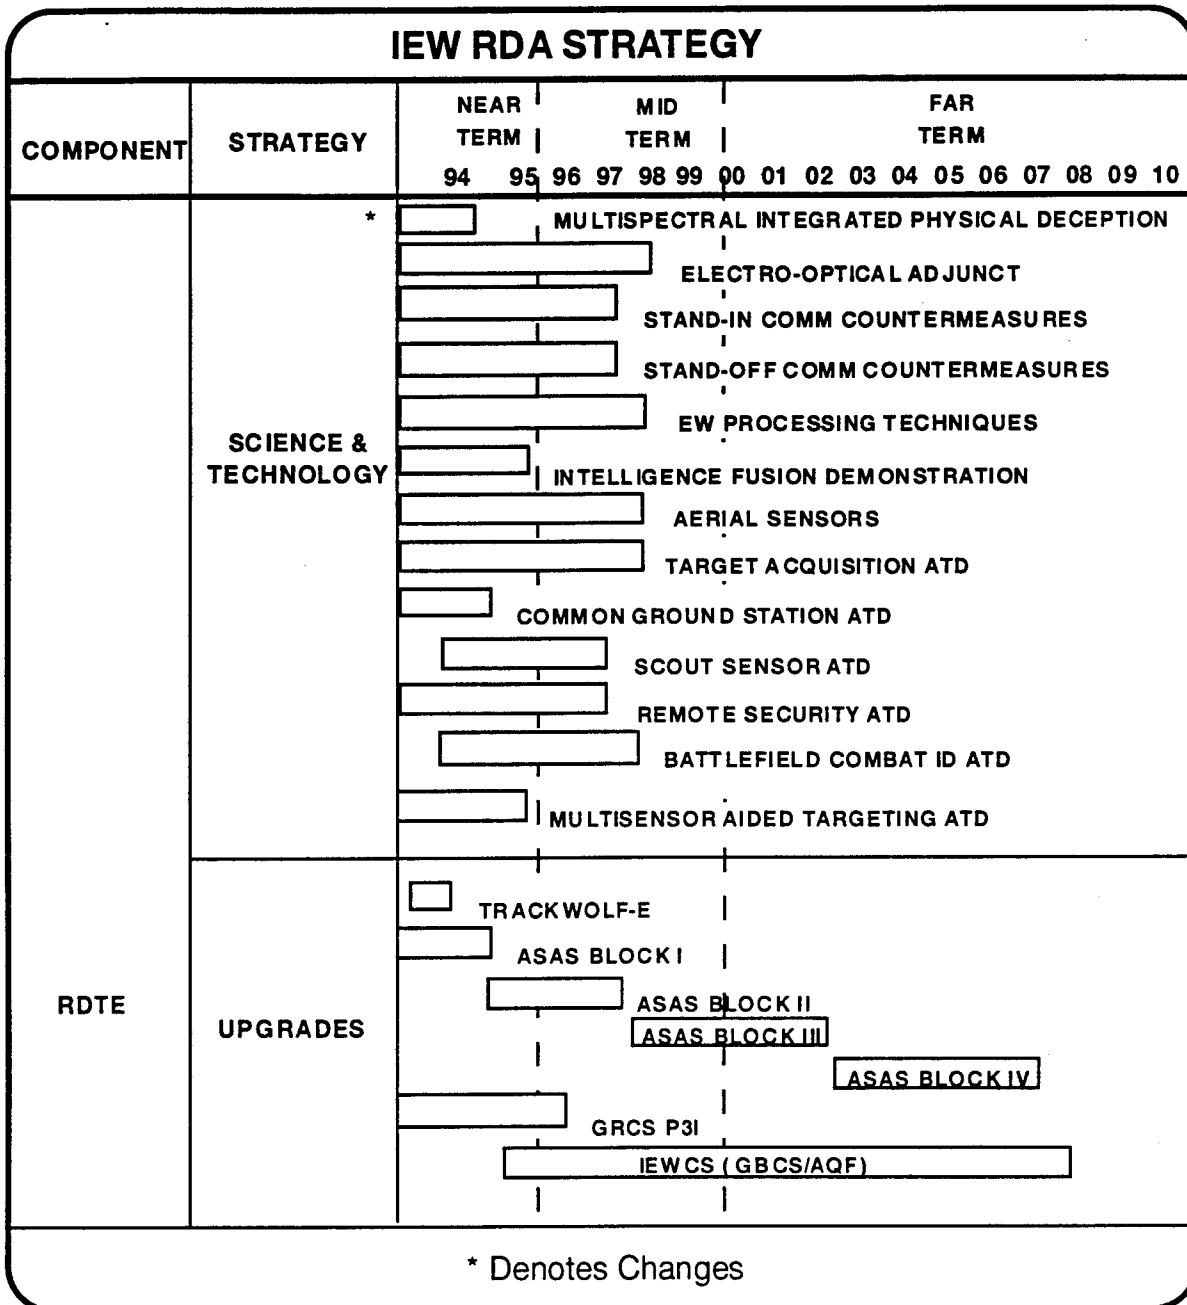 IEW RDA STRATEGY
COMPONENT
STRATEGY
NEAR
TERM
MID
TERM
FAR
TERM
94 95 96 97 98 99 00 01 02 03 04 05 06 07 08 09 10
RDTE
SCIENCE &
TECHNOLOGY
* MULTISPECTRAL INTEGRATED PHYSICAL DECEPTION
ELECTRO-OPTICAL ADJUNCT
STAND-IN COMM COUNTERMEASURES
STAND-OFF COMM COUNTERMEASURES
EW PROCESSING TECHNIQUES
INTELLIGENCE FUSION DEMONSTRATION
AERIAL SENSORS
TARGET ACQUISITION ATD
COMMON GROUND STATION ATD
SCOUT SENSOR ATD
REMOTE SECURITY ATD
BATTLEFIELD COMBAT ID ATD
MULTISENSOR AIDED TARGETING ATD
UPGRADES
TRACKWOLF-E
ASAS BLOCK I
ASAS BLOCK II
ASAS BLOCK III
ASAS BLOCK IV
GRCS P3I
IEWCS (GBCS/AQF)
* Denotes Changes